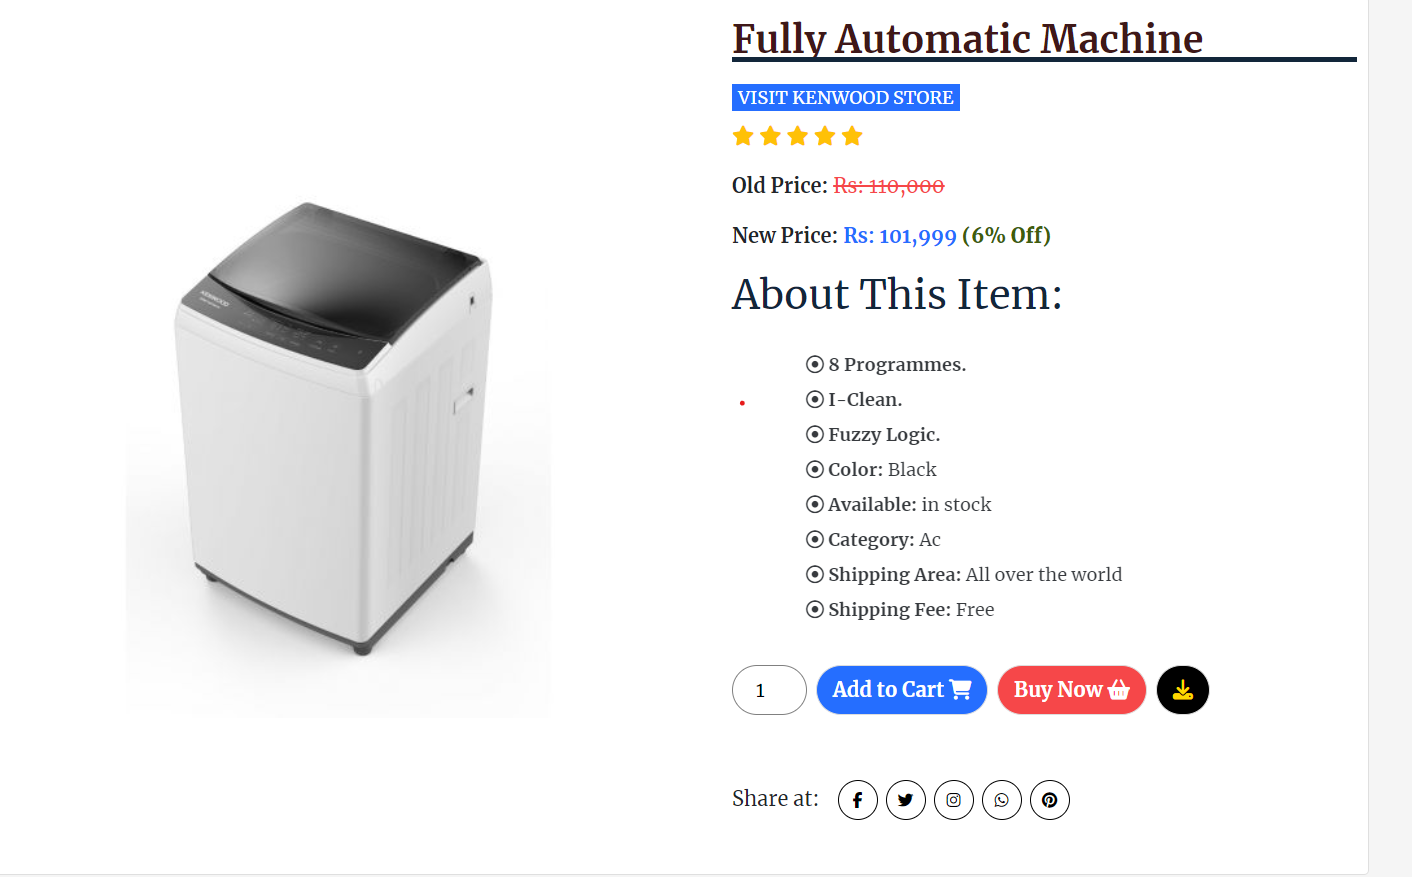 Fully Automatic Machine
VISIT KENWOOD STORE
Old Price: Rs: 110,000
New Price: Rs: 101,999 (6% Off)
About This Item:
8 Programmes.
I-Clean.
Fuzzy Logic.
Color: Black
Available: in stock
Category: Ac
Shipping Area: All over the world
Shipping Fee: Free
1
Add to Cart
Buy Now
Share at:
KENWOOD